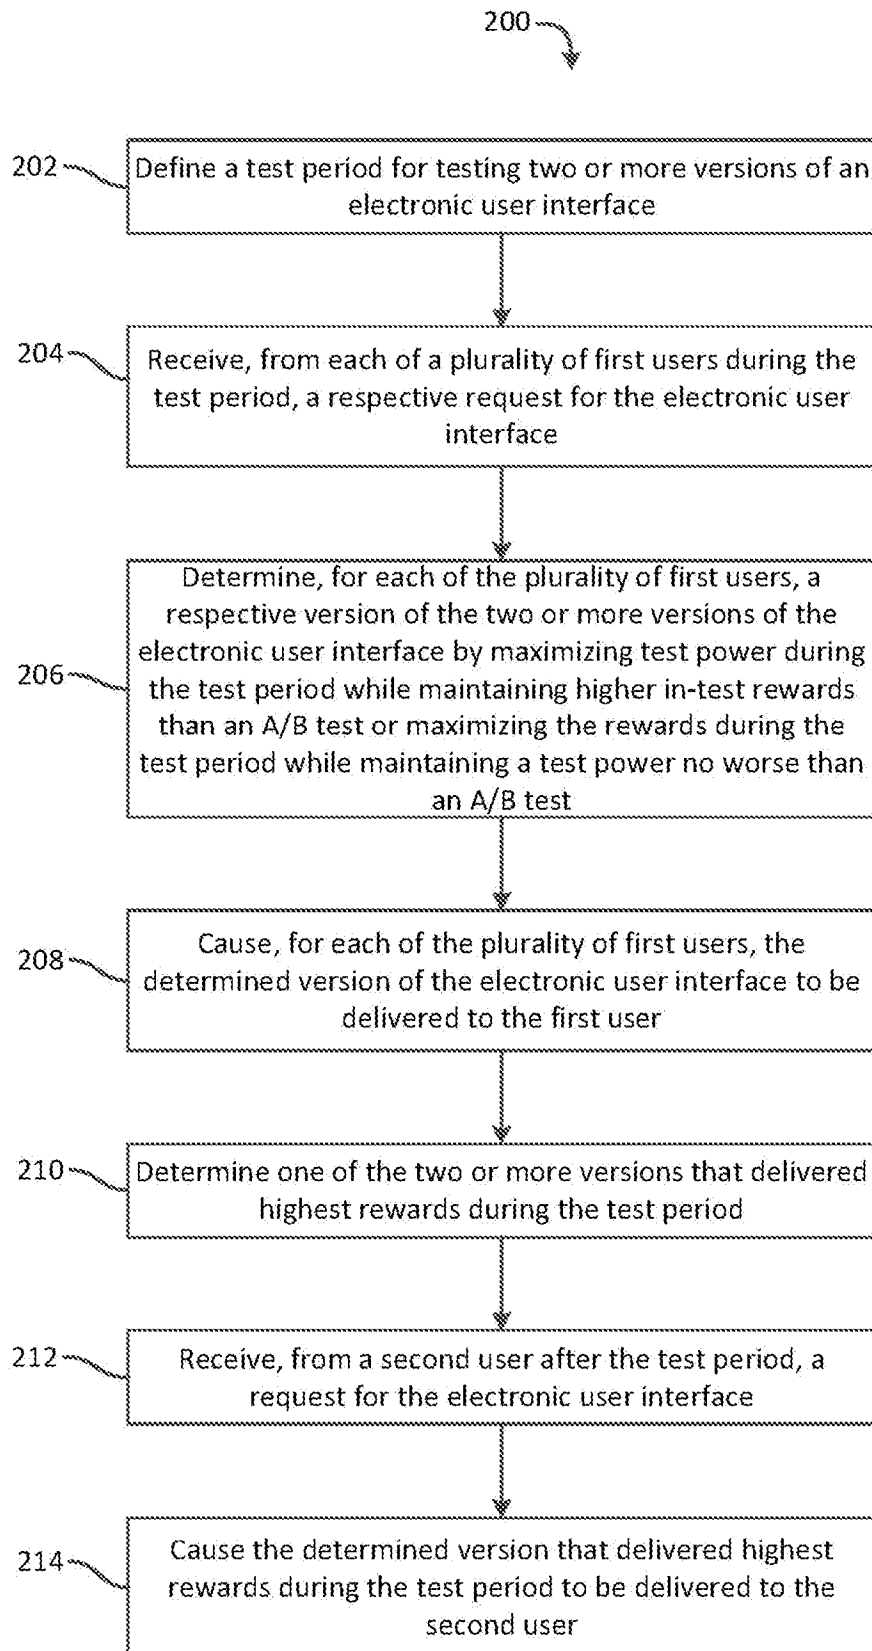 200
202
Define a test period for testing two or more versions of an
electronic user interface
204
Receive, from each of a plurality of first users during the
test period, a respective request for the electronic user
interface
206
Determine, for each of the plurality of first users, a
respective version of the two or more versions of the
electronic user interface by maximizing test power during
the test period while maintaining higher in-test rewards
than an A/B test or maximizing the rewards during the
test period while maintaining a test power no worse than
an A/B test
208
Cause, for each of the plurality of first users, the
determined version of the electronic user interface to be
delivered to the first user
210
Determine one of the two or more versions that delivered
highest rewards during the test period
212
Receive, from a second user after the test period, a
request for the electronic user interface
214
Cause the determined version that delivered highest
rewards during the test period to be delivered to the
second user